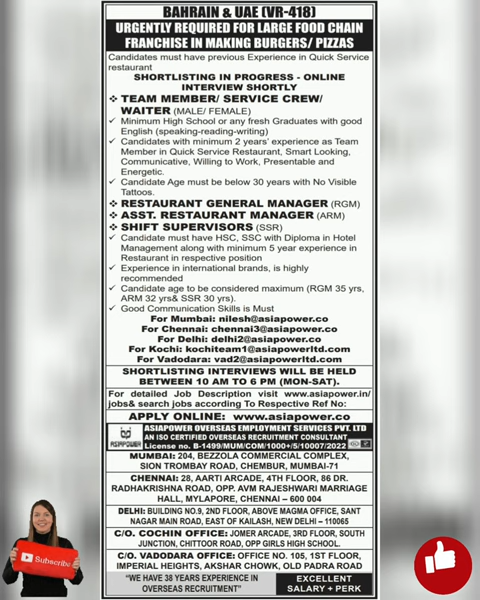 BAHRAIN & UAE (VR-418)
URGENTLY REQUIRED FOR LARGE FOOD CHAIN
FRANCHISE IN MAKING BURGERS/ PIZZAS
Candidates must have previous Experience in Quick Service
restaurant
SHORTLISTING IN PROGRESS - ONLINE
INTERVIEW SHORTLY
❖ TEAM MEMBER/ SERVICE CREW/
WAITER (MALE/ FEMALE)
✓ Minimum High School or any fresh Graduates with good
English (speaking-reading-writing)
✓ Candidates with minimum 2 years' experience as Team
Member in Quick Service Restaurant, Smart Looking,
Communicative, Willing to Work, Presentable and
Energetic.
✓ Candidate Age must be below 30 years with No Visible
Tattoos.
❖ RESTAURANT GENERAL MANAGER (RGM)
❖ ASST. RESTAURANT MANAGER (ARM)
❖ SHIFT SUPERVISORS (SSR)
✓ Candidate must have HSC, SSC with Diploma in Hotel
Management along with minimum 5 year experience in
Restaurant in respective position
✓ Experience in international brands, is highly
recommended
✓ Candidate age to be considered maximum (RGM 35 yrs,
ARM 32 yrs& SSR 30 yrs).
✓ Good Communication Skills is Must
For Mumbai: nilesh@asiapower.co
For Chennai: chennai3@asiapower.co
For Delhi: delhi2@asiapower.co
For Kochi: kochiteam1@asiapowerltd.com
For Vadodara: vad2@asiapowerltd.com
SHORTLISTING INTERVIEWS WILL BE HELD
BETWEEN 10 AM TO 6 PM (MON-SAT).
For detailed Job Description visit www.asiapower.in/
jobs& search jobs according To Respective Ref No:
APPLY ONLINE: www.asiapower.co
ASIAPOWER
ASIAPOWER OVERSEAS EMPLOYMENT SERVICES PVT. LTD
AN ISO CERTIFIED OVERSEAS RECRUITMENT CONSULTANT
License no. B-1499/MUM/COM/1000+/5/10007/2022
MUMBAI: 204, BEZZOLA COMMERCIAL COMPLEX,
SION TROMBAY ROAD, CHEMBUR, MUMBAI-71
CHENNAI: 28, AARTI ARCADE, 4TH FLOOR, 86 DR.
RADHAKRISHNA ROAD, OPP. AVM RAJESHWARI MARRIAGE
HALL, MYLAPORE, CHENNAI – 600 004
DELHI: BUILDING NO.9, 2ND FLOOR, ABOVE MAGMA OFFICE, SANT
NAGAR MAIN ROAD, EAST OF KAILASH, NEW DELHI – 110065
C/O. COCHIN OFFICE: JOMER ARCADE, 3RD FLOOR, SOUTH
JUNCTION, CHITTOOR ROAD, OPP GIRLS HIGH SCHOOL.
C/O. VADODARA OFFICE: OFFICE NO. 105, 1ST FLOOR,
IMPERIAL HEIGHTS, AKSHAR CHOWK, OLD PADRA ROAD
"WE HAVE 38 YEARS EXPERIENCE IN
OVERSEAS RECRUITMENT"
EXCELLENT
SALARY + PERK
Subscribe